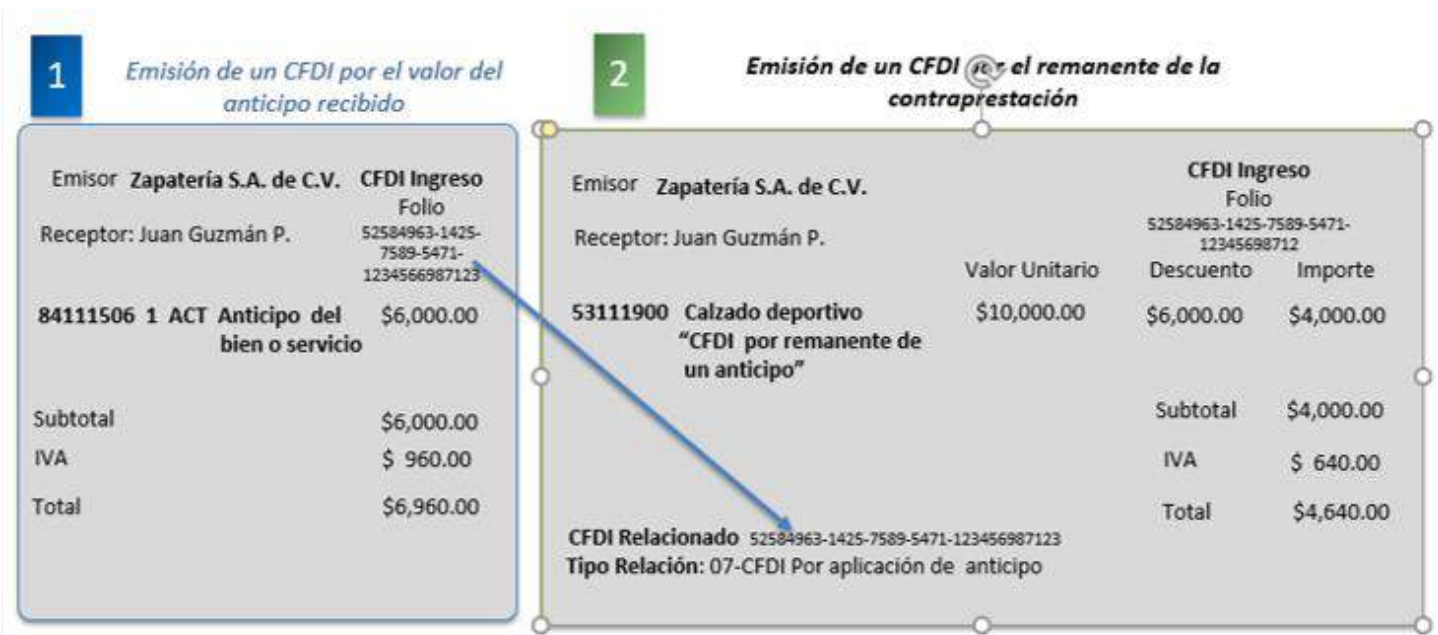 1
Emisión de un CFDI por el valor del
anticipo recibido
Emisor Zapatería S.A. de C.V. CFDI Ingreso
Folio
Receptor: Juan Guzmán P. 52584963-1425-
7589-5471-
1234566987123
84111506 1 ACT Anticipo del $6,000.00
bien o servicio
Subtotal $6,000.00
IVA $ 960.00
Total $6,960.00
2
Emisión de un CFDI el remanente de la
contraprestación
Emisor Zapatería S.A. de C.V. CFDI Ingreso
Folio
Receptor: Juan Guzmán P. 52584963-1425-7589-5471-
12345698712
Valor Unitario Descuento Importe
53111900 Calzado deportivo $10,000.00 $6,000.00 $4,000.00
“CFDI por remanente de
un anticipo”
Subtotal $4,000.00
IVA $ 640.00
Total $4,640.00
CFDI Relacionado 52584963-1425-7589-5471-123456987123
Tipo Relación: 07-CFDI Por aplicación de anticipo